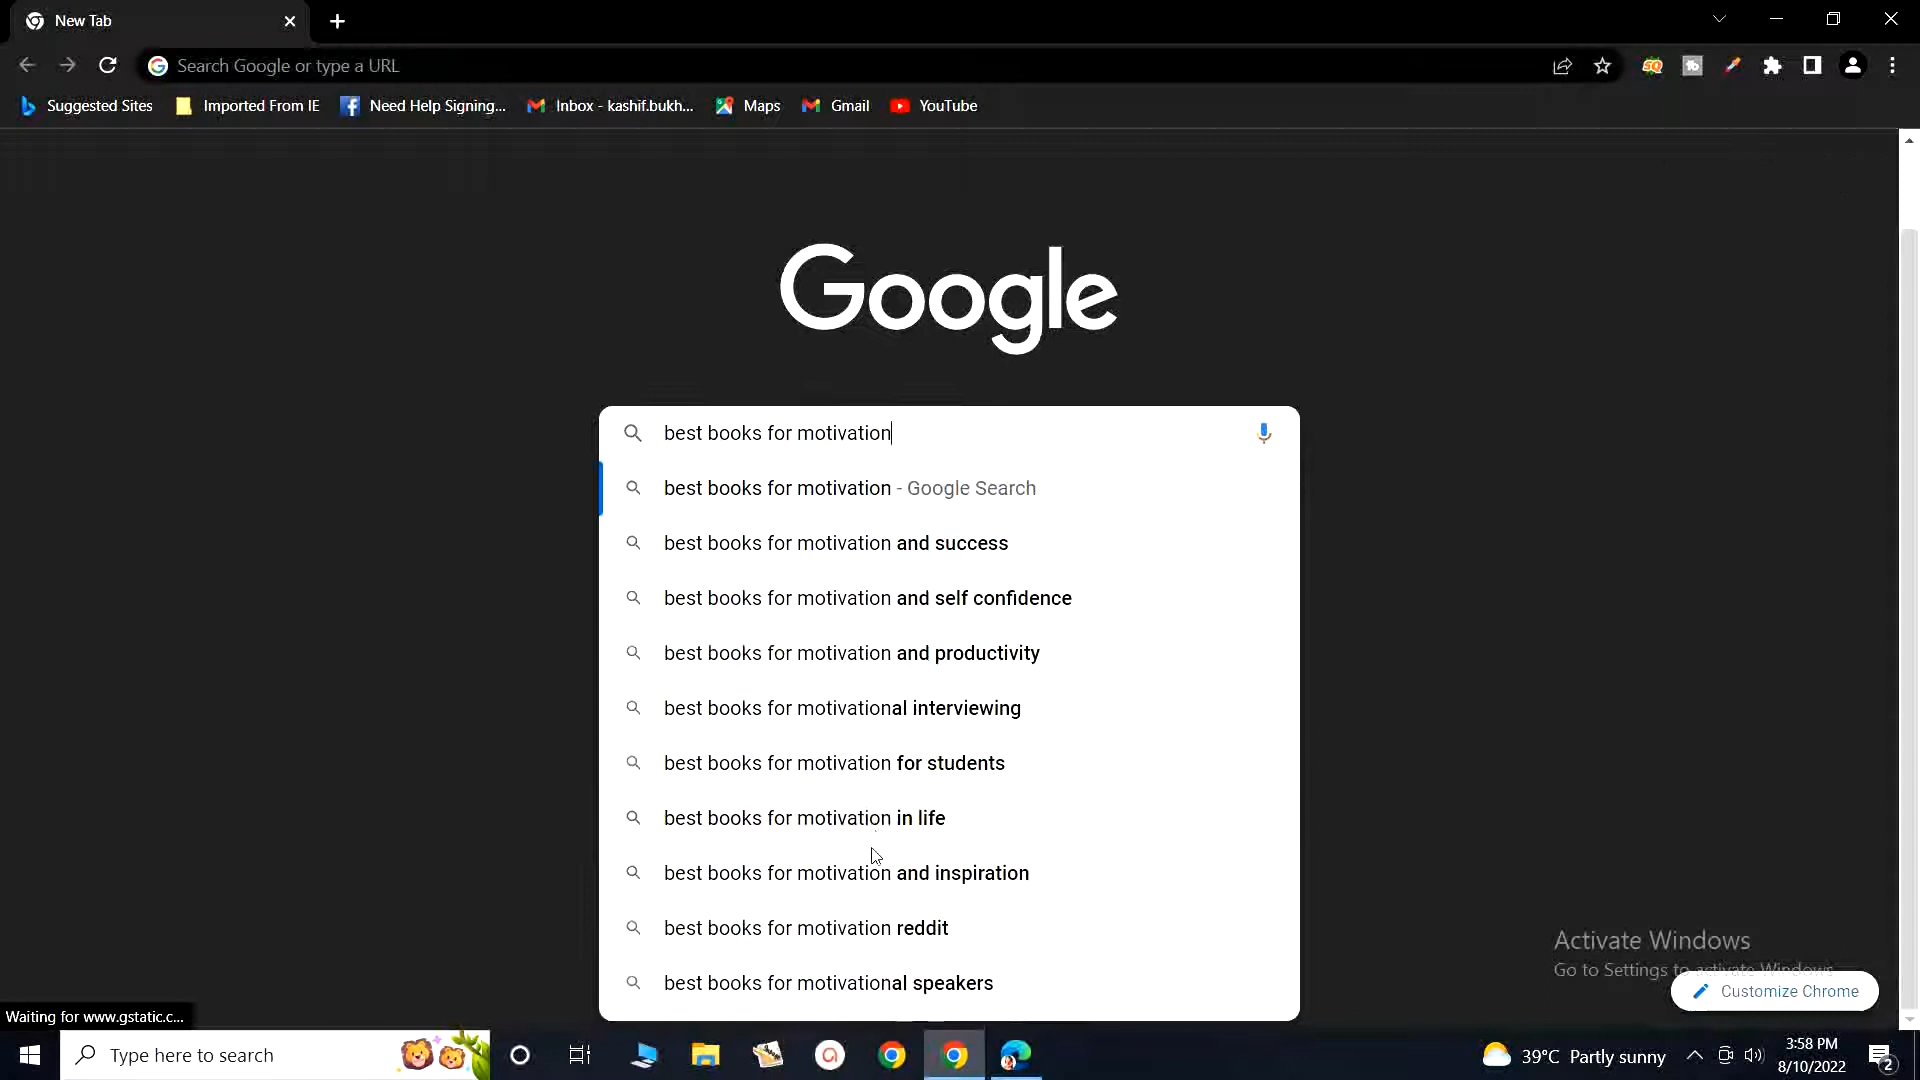 New Tab
Search Google or type a URL
Suggested Sites Imported From IE Need Help Signing... Inbox - kashif.bukh... Maps Gmail YouTube
Google
best books for motivation
best books for motivation - Google Search
best books for motivation and success
best books for motivation and self confidence
best books for motivation and productivity
best books for motivational interviewing
best books for motivation for students
best books for motivation in life
best books for motivation and inspiration
best books for motivation reddit
best books for motivational speakers
Activate Windows
Go to Settings to activate Windows.
Customize Chrome
Waiting for www.gstatic.c...
Type here to search
39°C Partly sunny
3:58 PM
8/10/2022
2